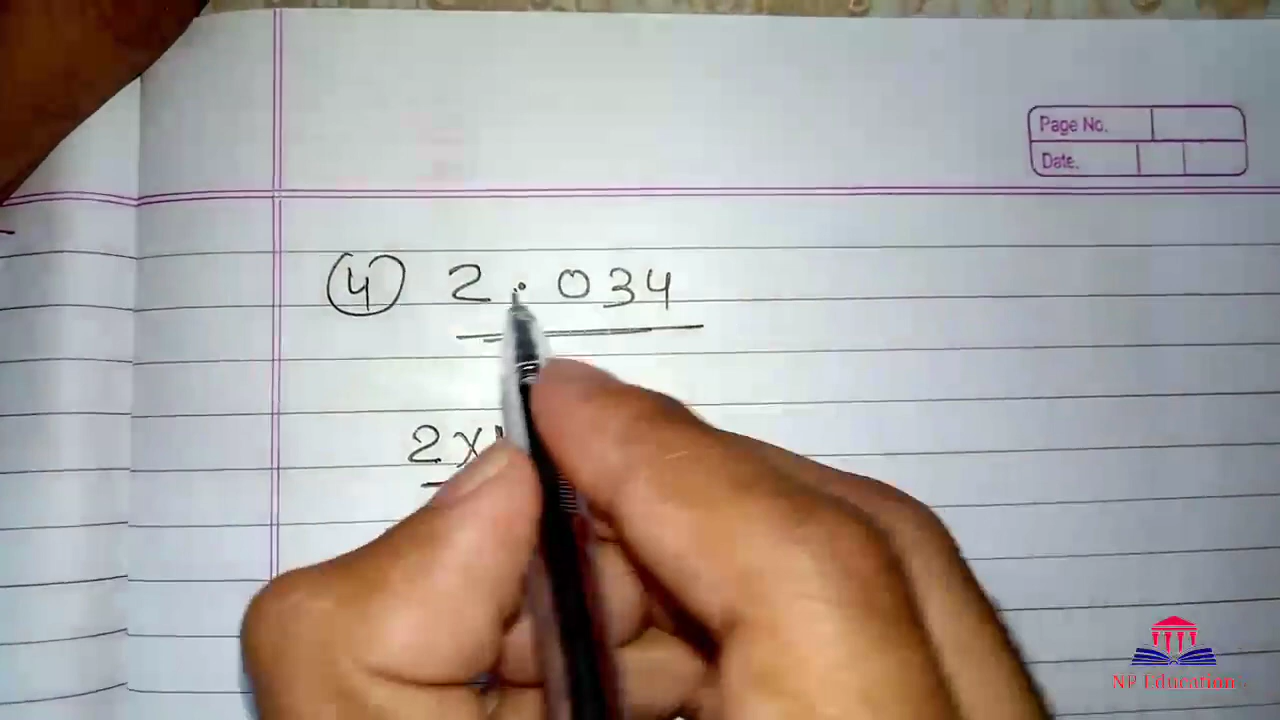 Page No.
Date.
④ 2.034
2x
NP Education